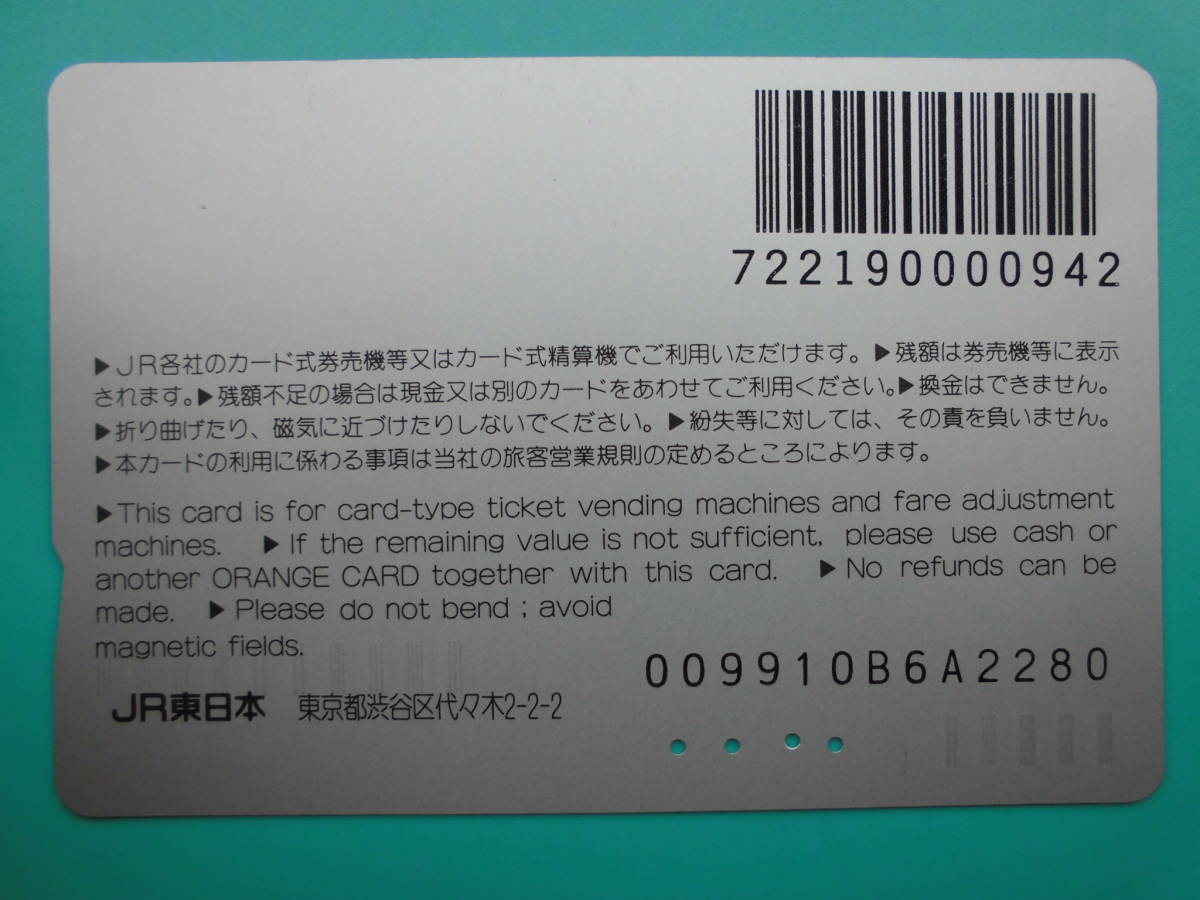 722190000942
▶JR各社のカード式券売機等又はカード式精算機でご利用いただけます。▶残額は券売機等に表示
されます。▶残額不足の場合は現金又は別のカードをあわせてご利用ください。▶換金はできません。
▶折り曲げたり、磁気に近づけたりしないでください。▶紛失等に対しては、その責を負いません。
▶本カードの利用に係わる事項は当社の旅客営業規則の定めるところによります。
▶This card is for card-type ticket vending machines and fare adjustment
machines. ▶If the remaining value is not sufficient, please use cash or
another ORANGE CARD together with this card. ▶No refunds can be
made. ▶Please do not bend; avoid
magnetic fields.
009910B6A2280
JR東日本 東京都渋谷区代々木2-2-2